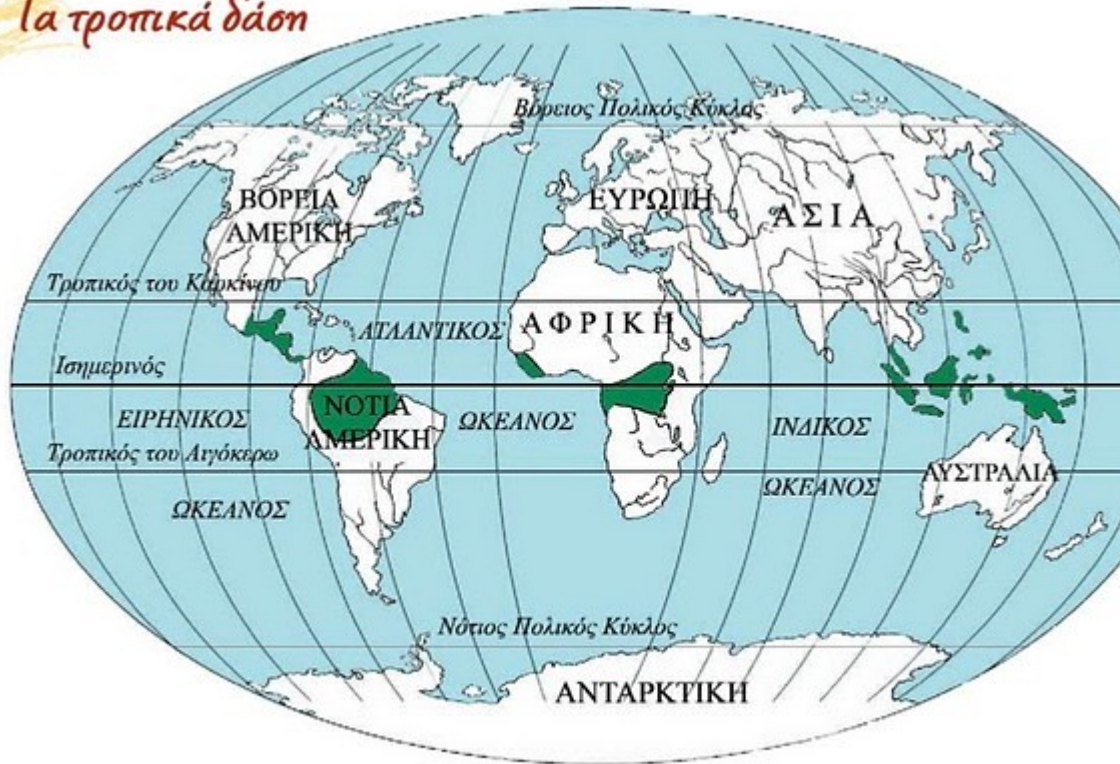 Τα τροπικά δάση
Βόρειος Πολικός Κύκλος
ΒΟΡΕΙΑ
ΑΜΕΡΙΚΗ
ΕΥΡΩΠΗ
ΑΣΙΑ
Τροπικός του Καρκίνου
ΑΤΛΑΝΤΙΚΟΣ
ΑΦΡΙΚΗ
Ισημερινός
ΕΙΡΗΝΙΚΟΣ
ΝΟΤΙΑ
ΑΜΕΡΙΚΗ
ΩΚΕΑΝΟΣ
ΙΝΔΙΚΟΣ
Τροπικός του Αιγόκερω
ΩΚΕΑΝΟΣ
ΩΚΕΑΝΟΣ
ΑΥΣΤΡΑΛΙΑ
Νότιος Πολικός Κύκλος
ΑΝΤΑΡΚΤΙΚΗ